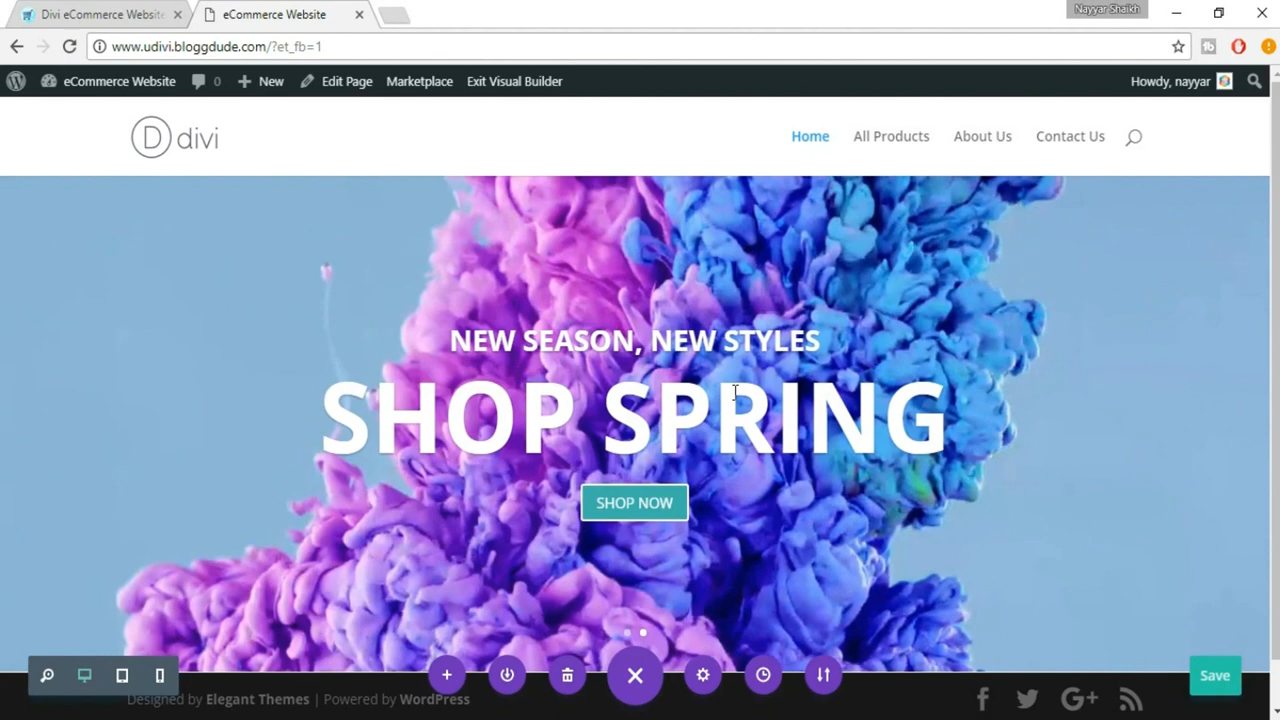 Divi eCommerce Website
eCommerce Website
Nayyar Shaikh
www.udivi.bloggdude.com/?et_fb=1
eCommerce Website 0 New Edit Page Marketplace Exit Visual Builder Howdy, nayyar
D divi
Home All Products About Us Contact Us
NEW SEASON, NEW STYLES
SHOP SPRING
SHOP NOW
Save
Designed by Elegant Themes | Powered by WordPress